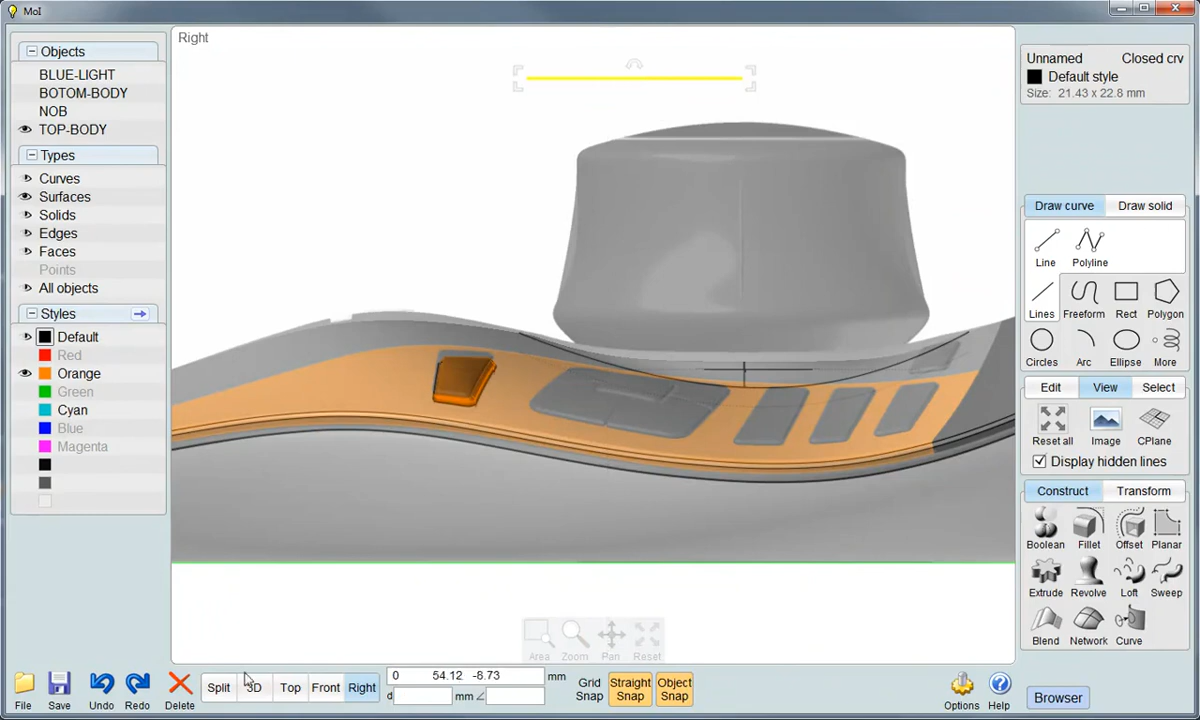 MoI
Objects
BLUE-LIGHT
BOTOM-BODY
NOB
TOP-BODY
Types
Curves
Surfaces
Solids
Edges
Faces
Points
All objects
Styles
Default
Red
Orange
Green
Cyan
Blue
Magenta
Right
Area
Zoom
Pan
Reset
Unnamed
Closed crv
Default style
Size: 21.43 x 22.8 mm
Draw curve
Draw solid
Line
Polyline
Lines
Freeform
Rect
Polygon
Circles
Arc
Ellipse
More
Edit
View
Select
Reset all
Image
CPlane
Display hidden lines
Construct
Transform
Boolean
Fillet
Offset
Planar
Extrude
Revolve
Loft
Sweep
Blend
Network
Curve
File
Save
Undo
Redo
Delete
Split
3D
Top
Front
Right
0 54.12 -8.73 mm
d mm
Grid
Snap
Straight
Snap
Object
Snap
Options
Help
Browser